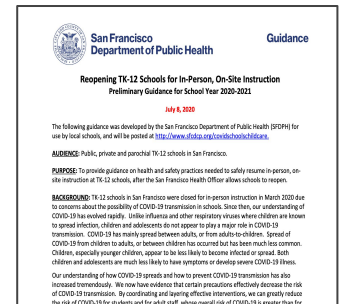 San Francisco
Department of Public Health
Guidance
Reopening TK-12 Schools for In-Person, On-Site Instruction
Preliminary Guidance for School Year 2020-2021
July 8, 2020
The following guidance was developed by the San Francisco Department of Public Health (SFDPH) for
use by local schools, and will be posted at http://www.sfdcp.org/covidschoolschildcare.
AUDIENCE: Public, private and parochial TK-12 schools in San Francisco.
PURPOSE: To provide guidance on health and safety practices needed to safely resume in-person, on-
site instruction at TK-12 schools, after the San Francisco Health Officer allows schools to reopen.
BACKGROUND: TK-12 schools in San Francisco were closed for in-person instruction in March 2020 due
to concerns about the possibility of COVID-19 transmission in schools. Since then, our understanding of
COVID-19 has evolved rapidly. Unlike influenza and other respiratory viruses where children are known
to spread infection, children and adolescents do not appear to play a major role in COVID-19
transmission. COVID-19 has mainly spread between adults, or from adults-to-children. Spread of
COVID-19 from children to adults, or between children has occurred but has been much less common.
Children, especially younger children, appear to be less likely to become infected or spread. Both
children and adolescents are much less likely to have symptoms or develop severe COVID-19 illness.
Our understanding of how COVID-19 spreads and how to prevent COVID-19 transmission has also
increased tremendously. We now have evidence that certain precautions effectively decrease the risk
of COVID-19 transmission. By coordinating and layering effective interventions, we can greatly reduce
the risk of COVID-19 for students and for adult staff, whose overall risk of COVID-19 is greater than for